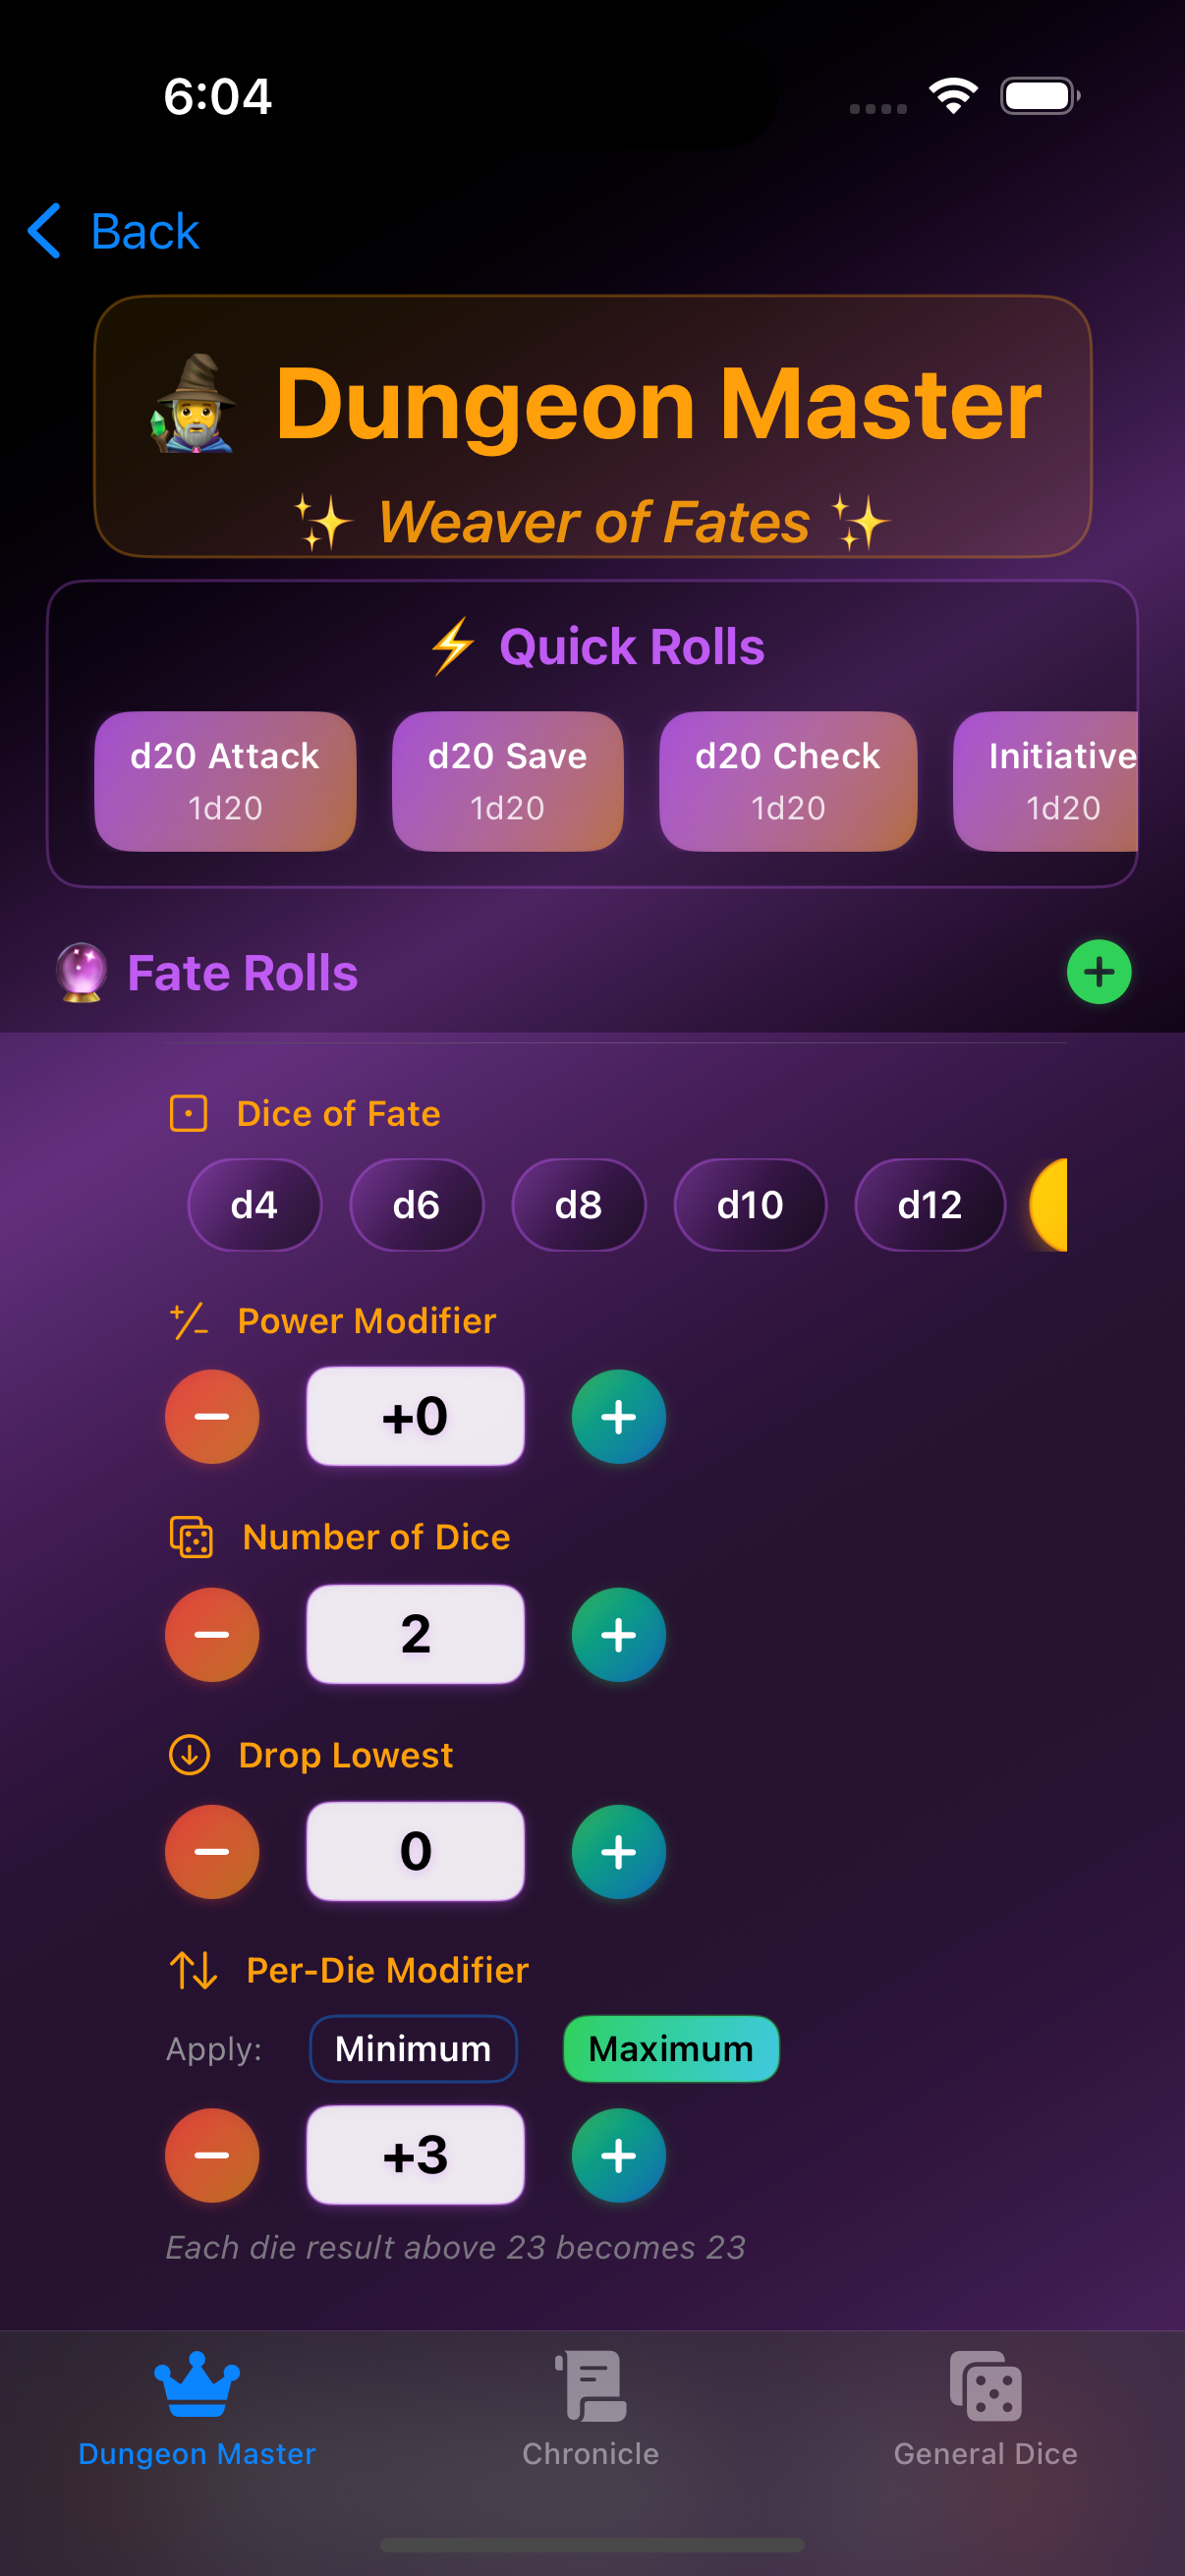 6:04
Back
Dungeon Master
Weaver of Fates
Quick Rolls
d20 Attack
1d20
d20 Save
1d20
d20 Check
1d20
Initiative
1d20
Fate Rolls
Dice of Fate
d4 d6 d8 d10 d12
Power Modifier
+0
Number of Dice
2
Drop Lowest
0
Per-Die Modifier
Apply: Minimum Maximum
+3
Each die result above 23 becomes 23
Dungeon Master Chronicle General Dice